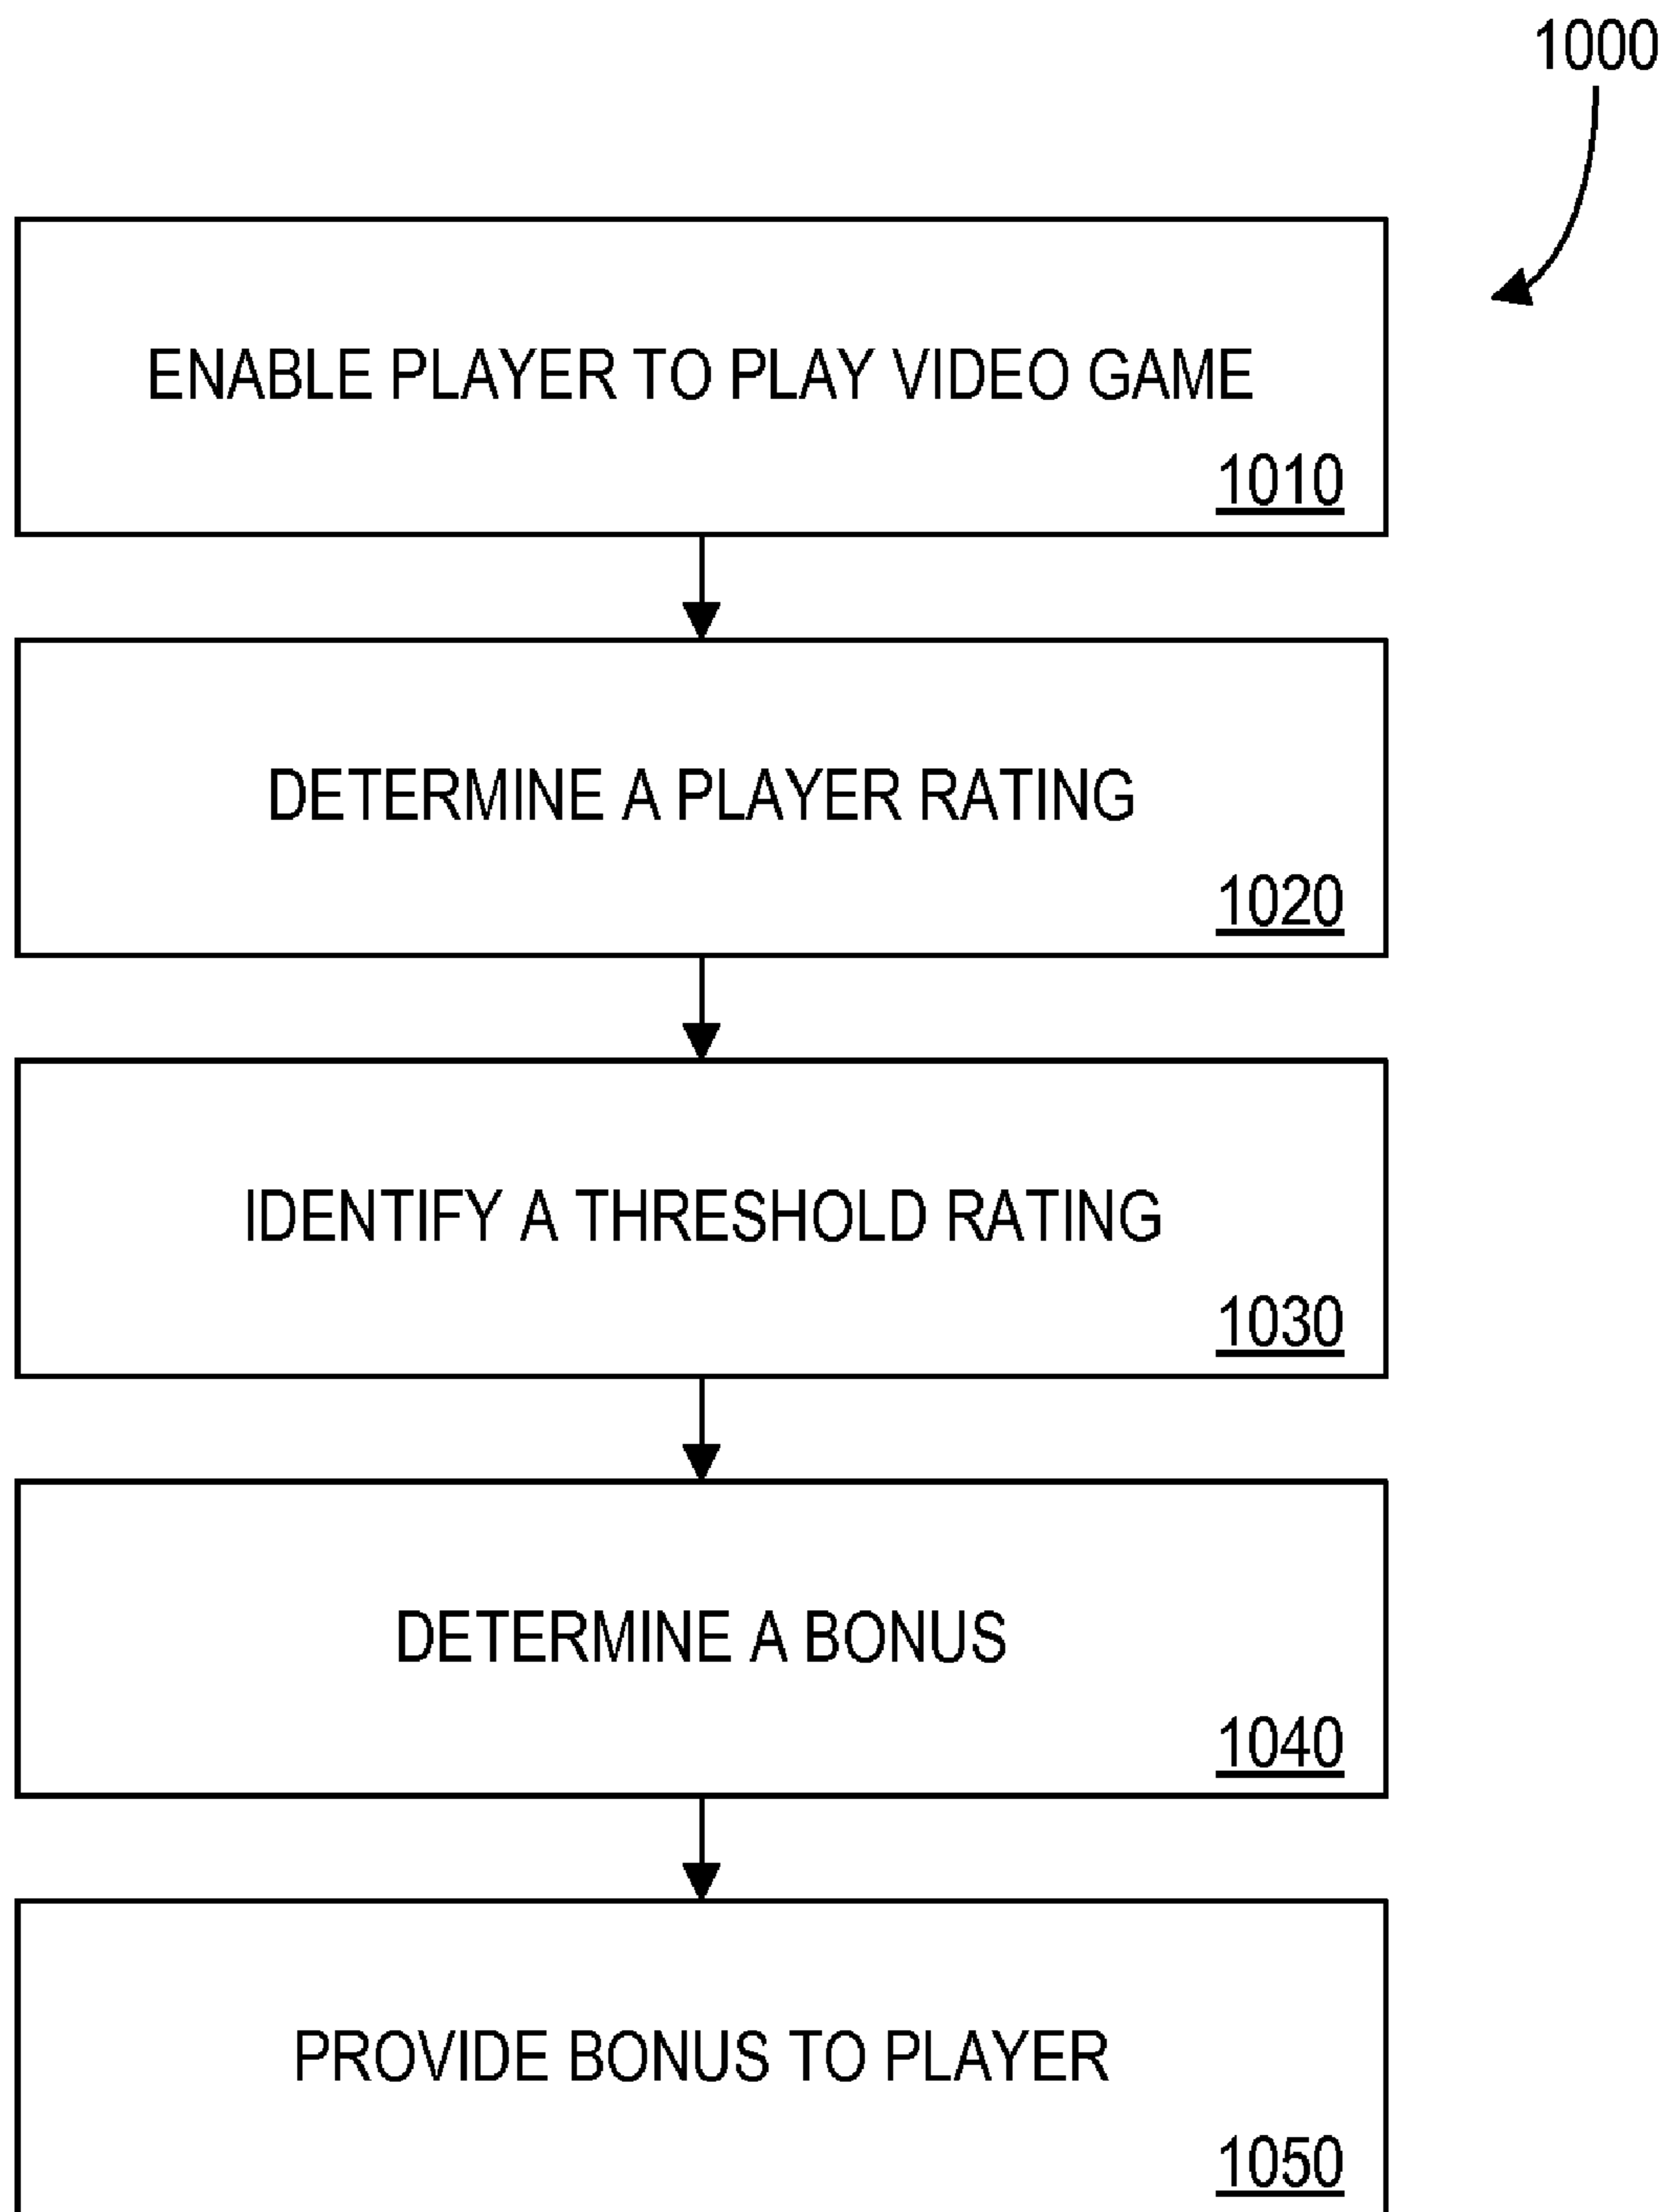 1000
ENABLE PLAYER TO PLAY VIDEO GAME
1010
DETERMINE A PLAYER RATING
1020
IDENTIFY A THRESHOLD RATING
1030
DETERMINE A BONUS
1040
PROVIDE BONUS TO PLAYER
1050